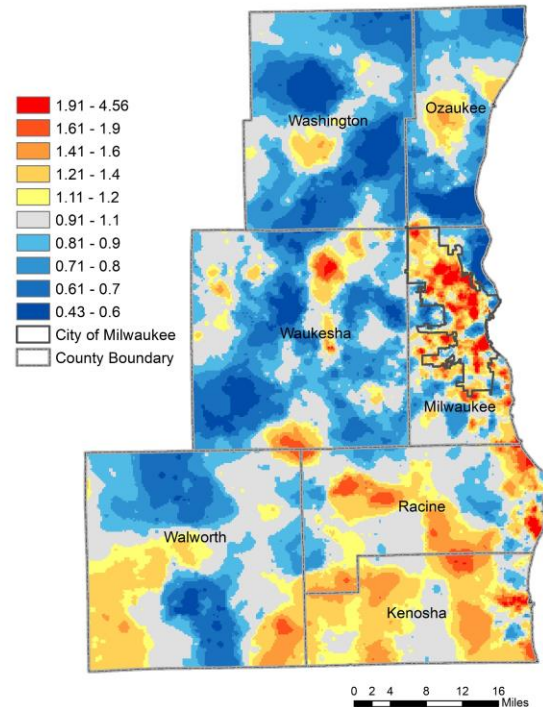 1.91 - 4.56
1.61 - 1.9
1.41 - 1.6
1.21 - 1.4
1.11 - 1.2
0.91 - 1.1
0.81 - 0.9
0.71 - 0.8
0.61 - 0.7
0.43 - 0.6
City of Milwaukee
County Boundary
Washington
Ozaukee
Waukesha
Milwaukee
Walworth
Racine
Kenosha
0 2 4 8 12 16
Miles